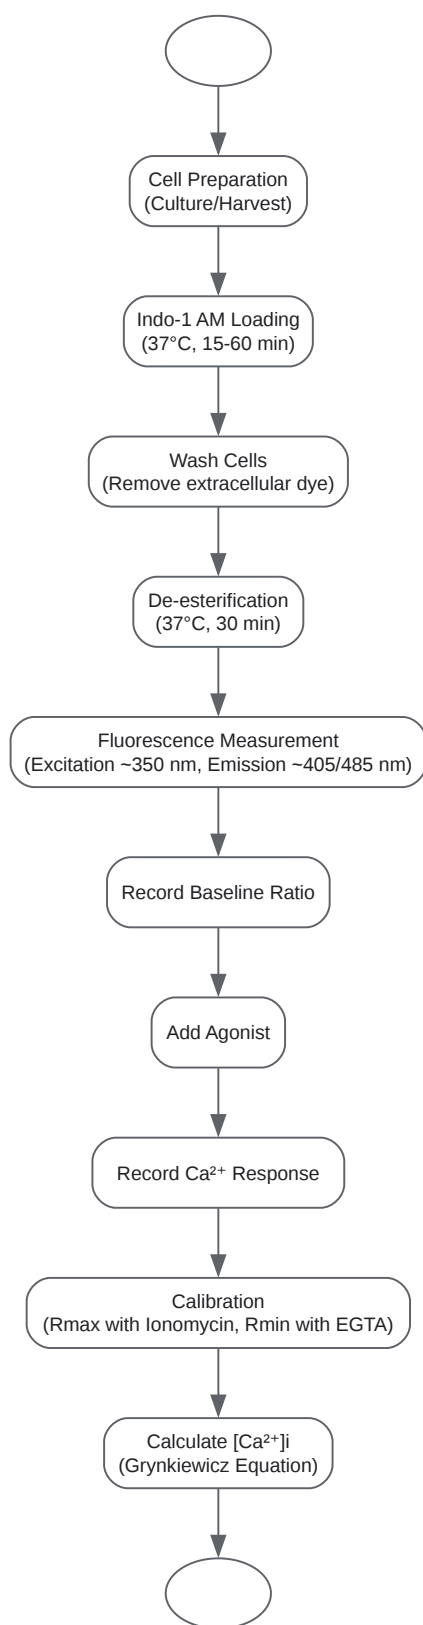 Cell Preparation
(Culture/Harvest)
Indo-1 AM Loading
(37°C, 15-60 min)
Wash Cells
(Remove extracellular dye)
De-esterification
(37°C, 30 min)
Fluorescence Measurement
(Excitation ~350 nm, Emission ~405/485 nm)
Record Baseline Ratio
Add Agonist
Record Ca²⁺ Response
Calibration
(Rmax with Ionomycin, Rmin with EGTA)
Calculate [Ca²⁺]i
(Grynkiewicz Equation)